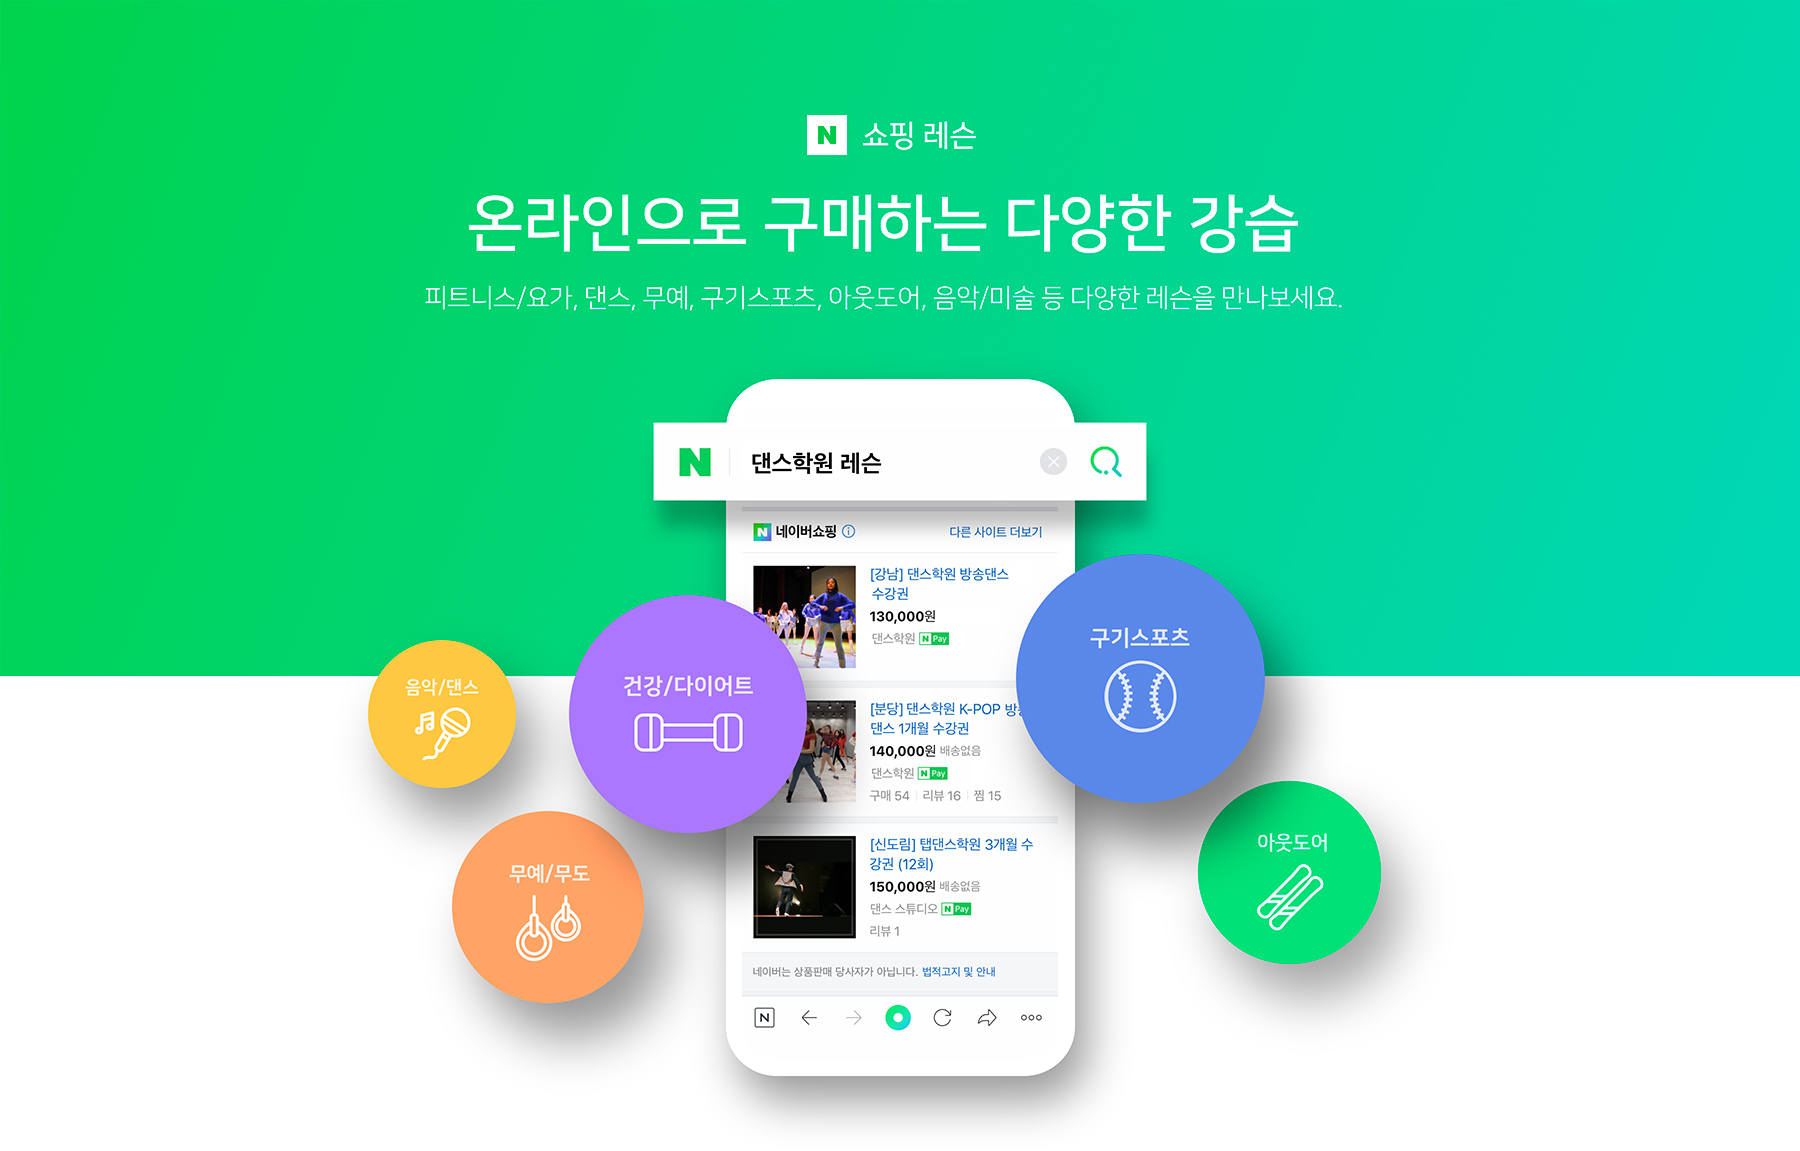 N 쇼핑 레슨
온라인으로 구매하는 다양한 강습
피트니스/요가, 댄스, 무예, 구기스포츠, 아웃도어, 음악/미술 등 다양한 레슨을 만나보세요.
N 댄스학원 레슨
N 네이버쇼핑
다른 사이트 더보기
[강남] 댄스학원 방송댄스
수강권
130,000원
댄스학원 N Pay
[분당] 댄스학원 K-POP 방
댄스 1개월 수강권
140,000원 배송없음
댄스학원 N Pay
구매 54 리뷰 16 찜 15
[신도림] 탭댄스학원 3개월 수
강권 (12회)
150,000원 배송없음
댄스 스튜디오 N Pay
리뷰 1
네이버는 상품판매 당사자가 아닙니다. 법적고지 및 안내
N
음악/댄스
건강/다이어트
무예/무도
구기스포츠
아웃도어